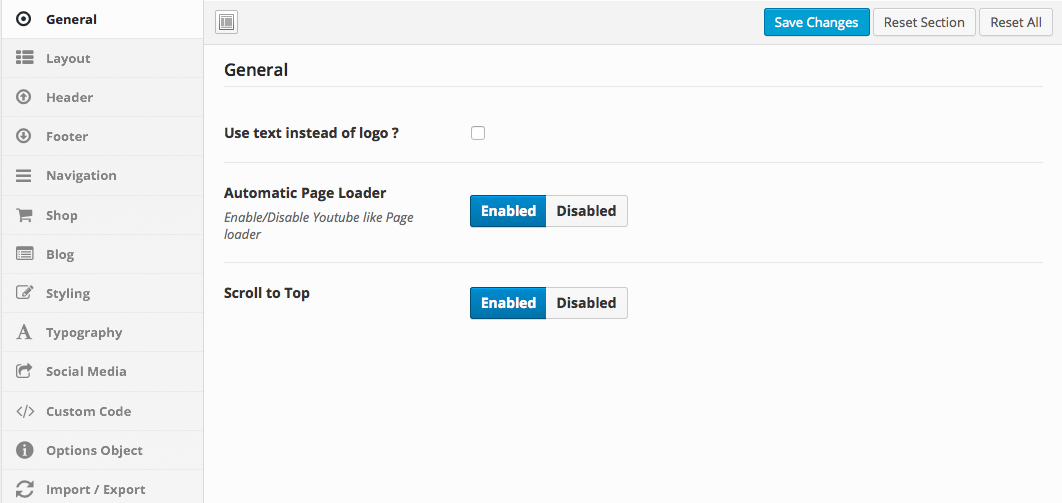 General
Layout
Header
Footer
Navigation
Shop
Blog
Styling
Typography
Social Media
Custom Code
Options Object
Import / Export
Save Changes
Reset Section
Reset All
General
Use text instead of logo ?
Automatic Page Loader
Enable/Disable Youtube like Page
loader
Enabled
Disabled
Scroll to Top
Enabled
Disabled